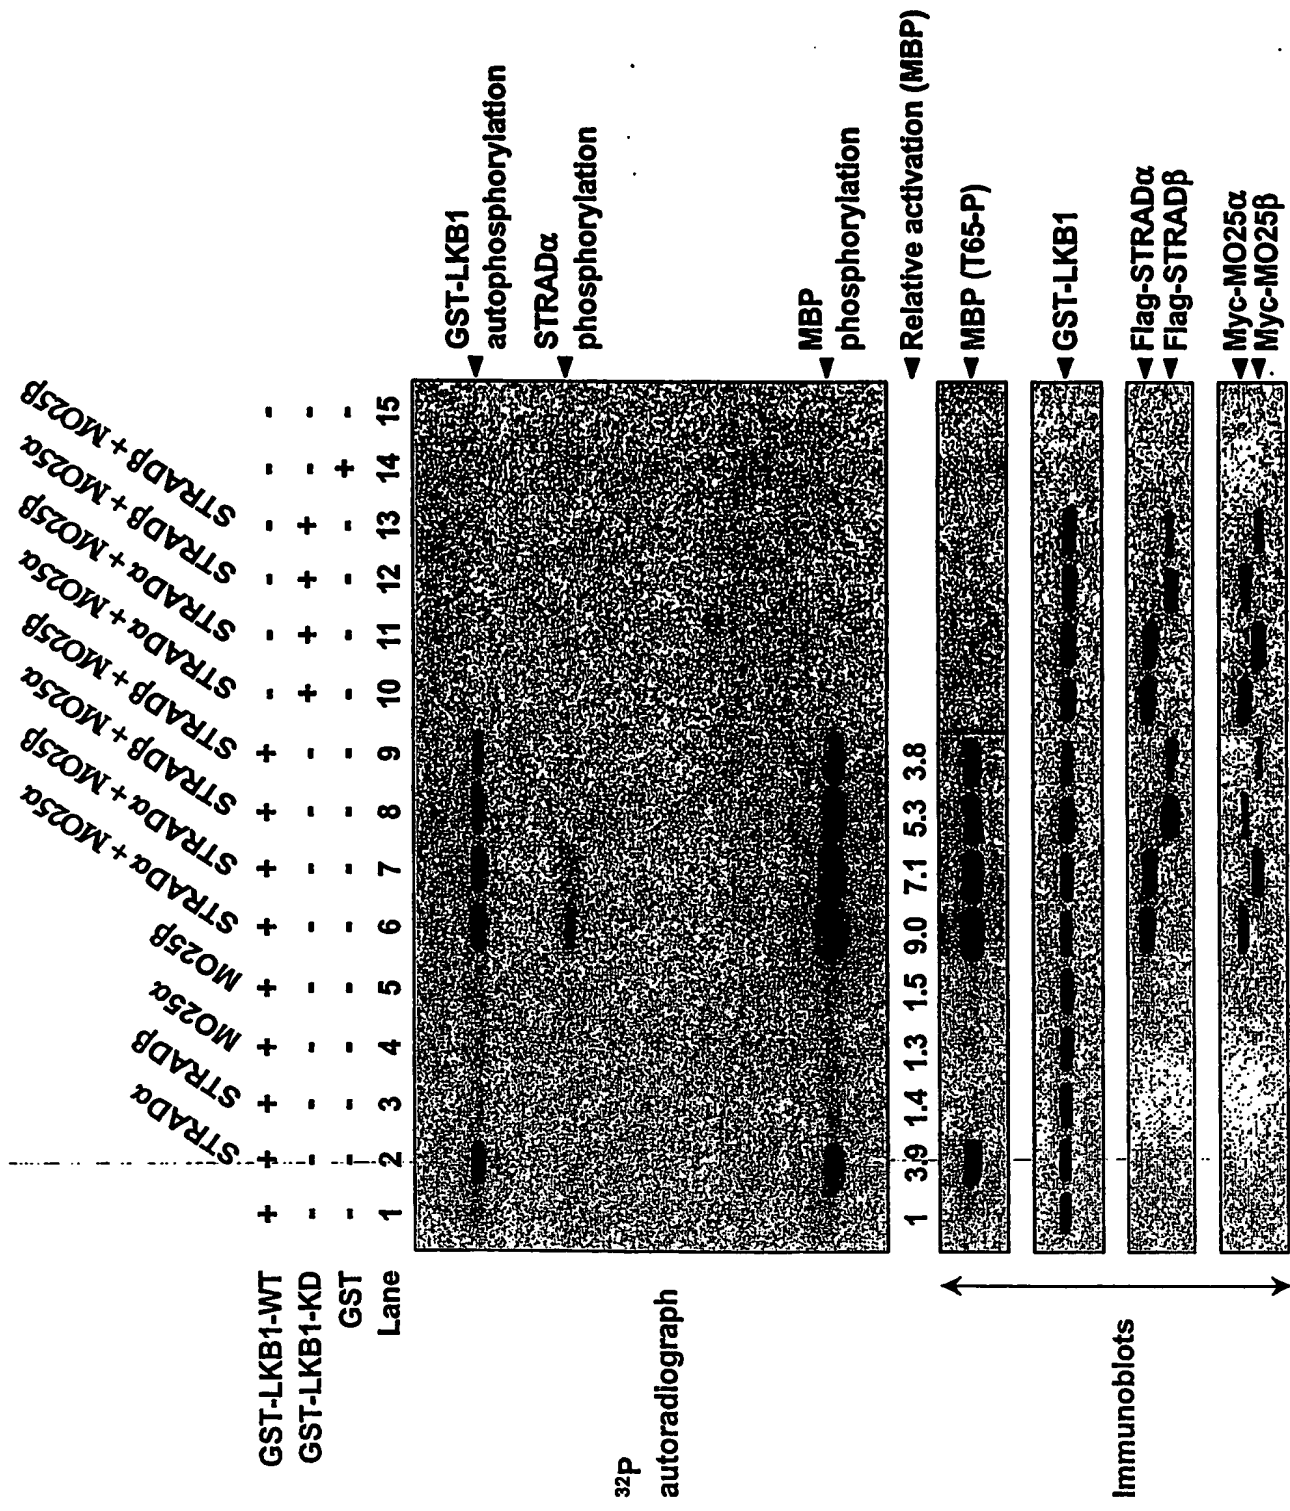 STRADα
STRADβ
MO25α
MO25β
STRADα + MO25α
STRADα + MO25β
STRADβ + MO25α
STRADβ + MO25β
STRADα + MO25α
STRADα + MO25β
STRADβ + MO25α
STRADβ + MO25β
GST-LKB1-WT + + + + + + + + + - - - - - -
GST-LKB1-KD - - - - - - - - - + + + + - -
GST - - - - - - - - - - - - - + -
Lane 1 2 3 4 5 6 7 8 9 10 11 12 13 14 15
32P
autoradiograph
GST-LKB1
autophosphorylation
STRADα
phosphorylation
MBP
phosphorylation
1 3.9 1.4 1.3 1.5 9.0 7.1 5.3 3.8 Relative activation (MBP)
Immunoblots
MBP (T65-P)
GST-LKB1
Flag-STRADα
Flag-STRADβ
Myc-MO25α
Myc-MO25β